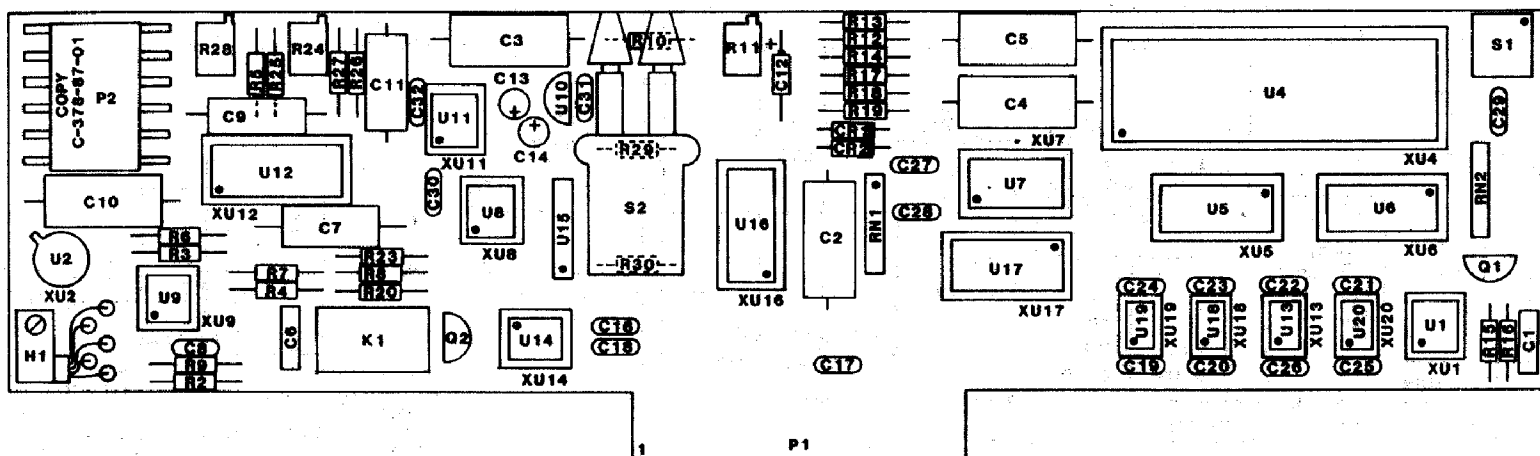 COPY
C-378-87-01
P2
R28
R5
R25
R24
R27
R26
C11
C32
C3
C13
U10
C31
R10
R11
+
C12
R13
R12
R14
R17
R18
R19
CR1
CR2
C5
C4
XU7
U4
XU4
S1
C29
C9
U12
XU12
U11
XU11
+
+
C14
R29
S2
R30
C10
C7
C30
U8
XU8
U15
U16
XU16
C2
RN1
C27
C28
U7
U17
XU17
U5
XU5
U6
XU6
RN2
U2
XU2
R6
R3
U9
XU9
R7
R4
R23
R8
R20
H1
C8
R9
R2
C6
K1
Q2
U14
XU14
C16
C18
C17
C24
U19
XU19
C19
C23
U18
XU18
C20
C22
U13
XU13
C26
C21
U20
XU20
C25
U1
XU1
Q1
R15
R16
C1
1
P1